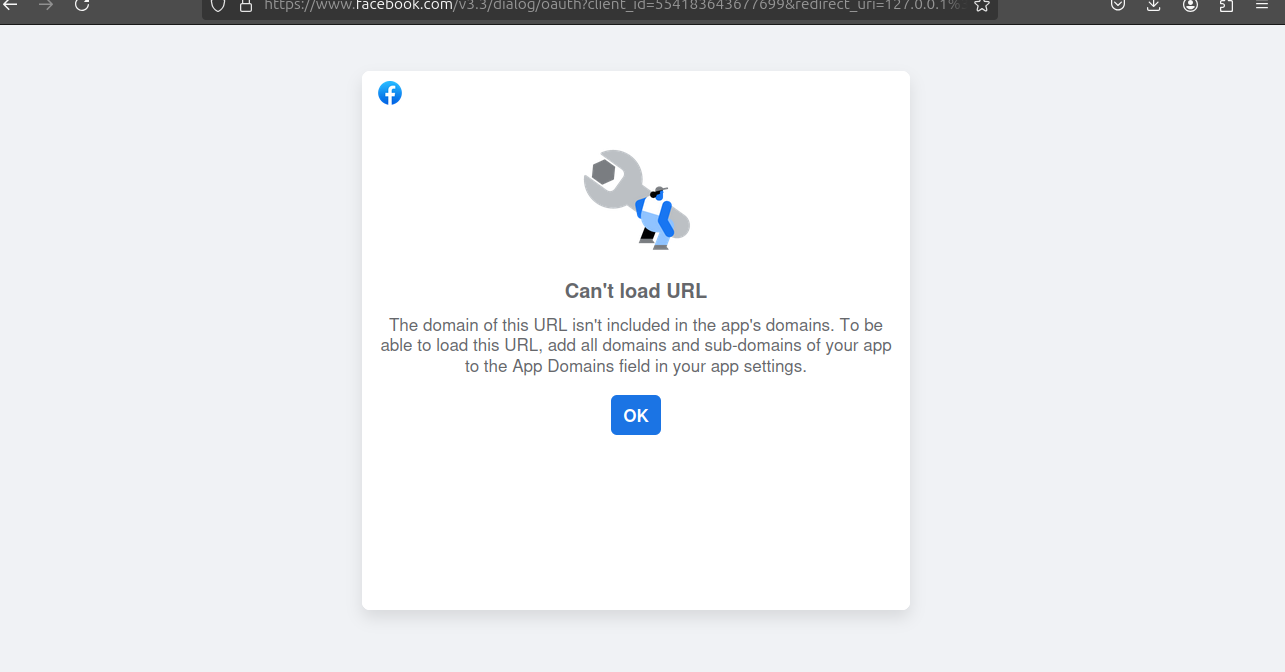 https://www.facebook.com/v3.3/dialog/oauth?client_id=554183643677699&redirect_uri=127.0.0.1%
Can't load URL
The domain of this URL isn't included in the app's domains. To be
able to load this URL, add all domains and sub-domains of your app
to the App Domains field in your app settings.
OK